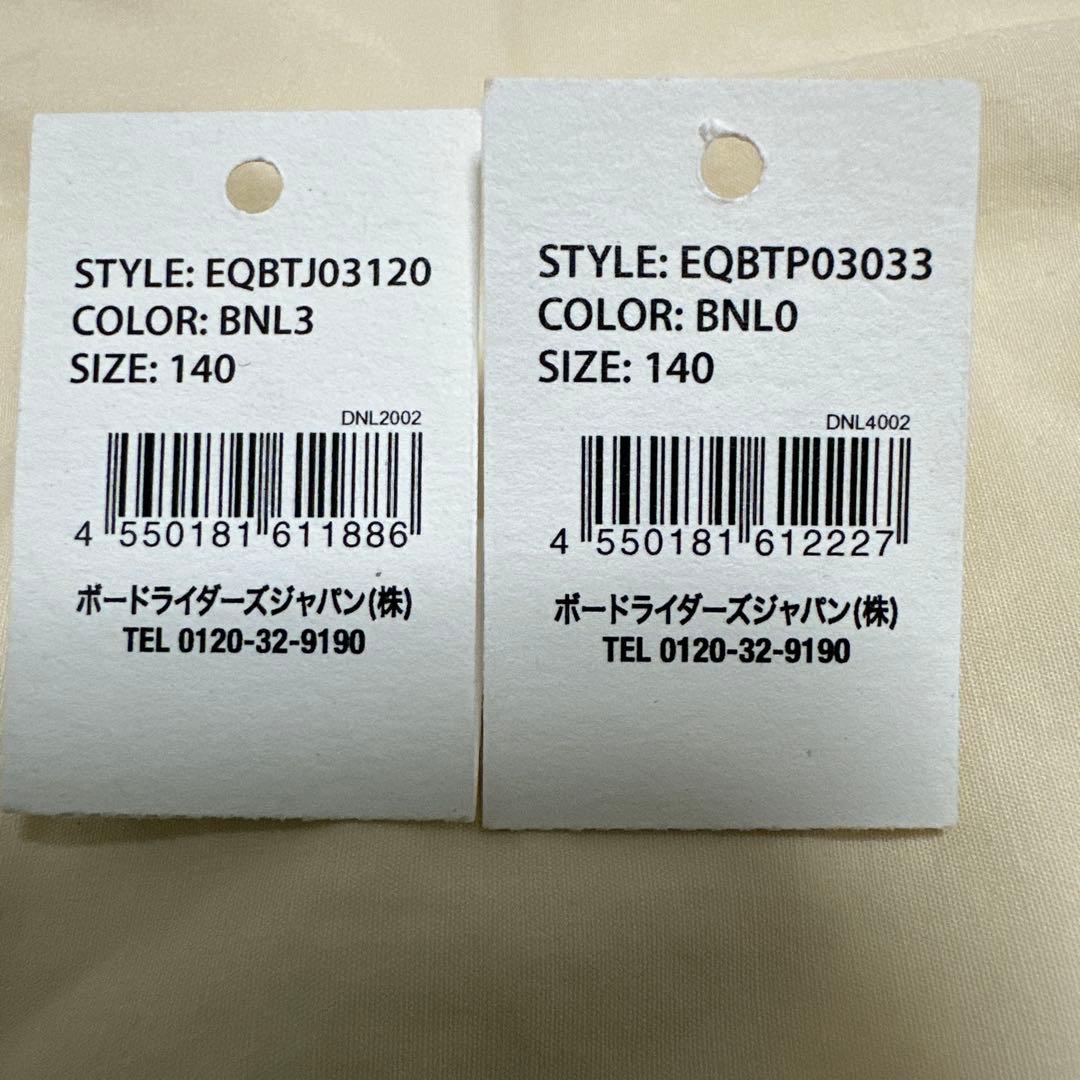 STYLE: EQBTJ03120
COLOR: BNL3
SIZE: 140
DNL2002
4 550181 611886
ボードライダーズジャパン(株)
TEL 0120-32-9190
STYLE: EQBTP03033
COLOR: BNL0
SIZE: 140
DNL4002
4 550181 612227
ボードライダーズジャパン(株)
TEL 0120-32-9190